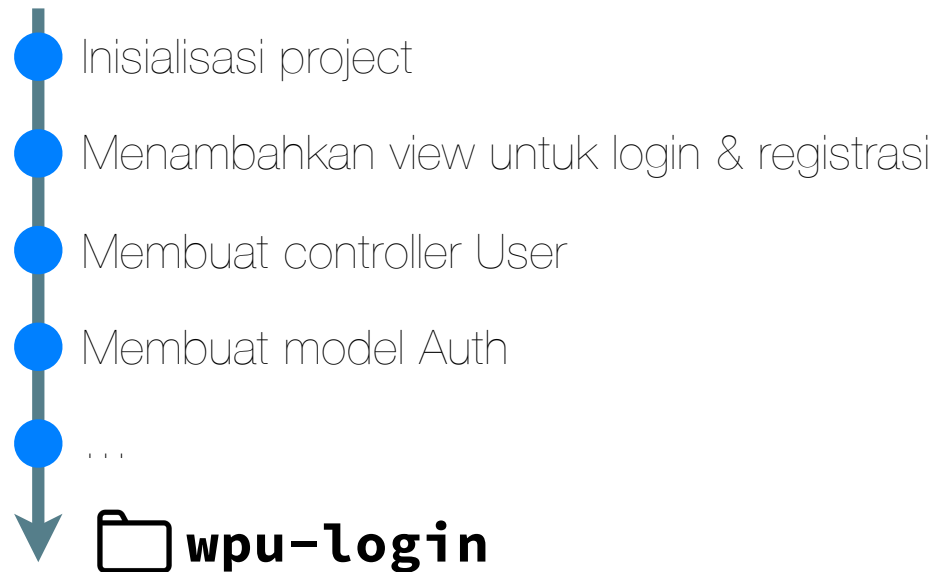 Inisialisasi project
Menambahkan view untuk login & registrasi
Membuat controller User
Membuat model Auth
...
wpu-login